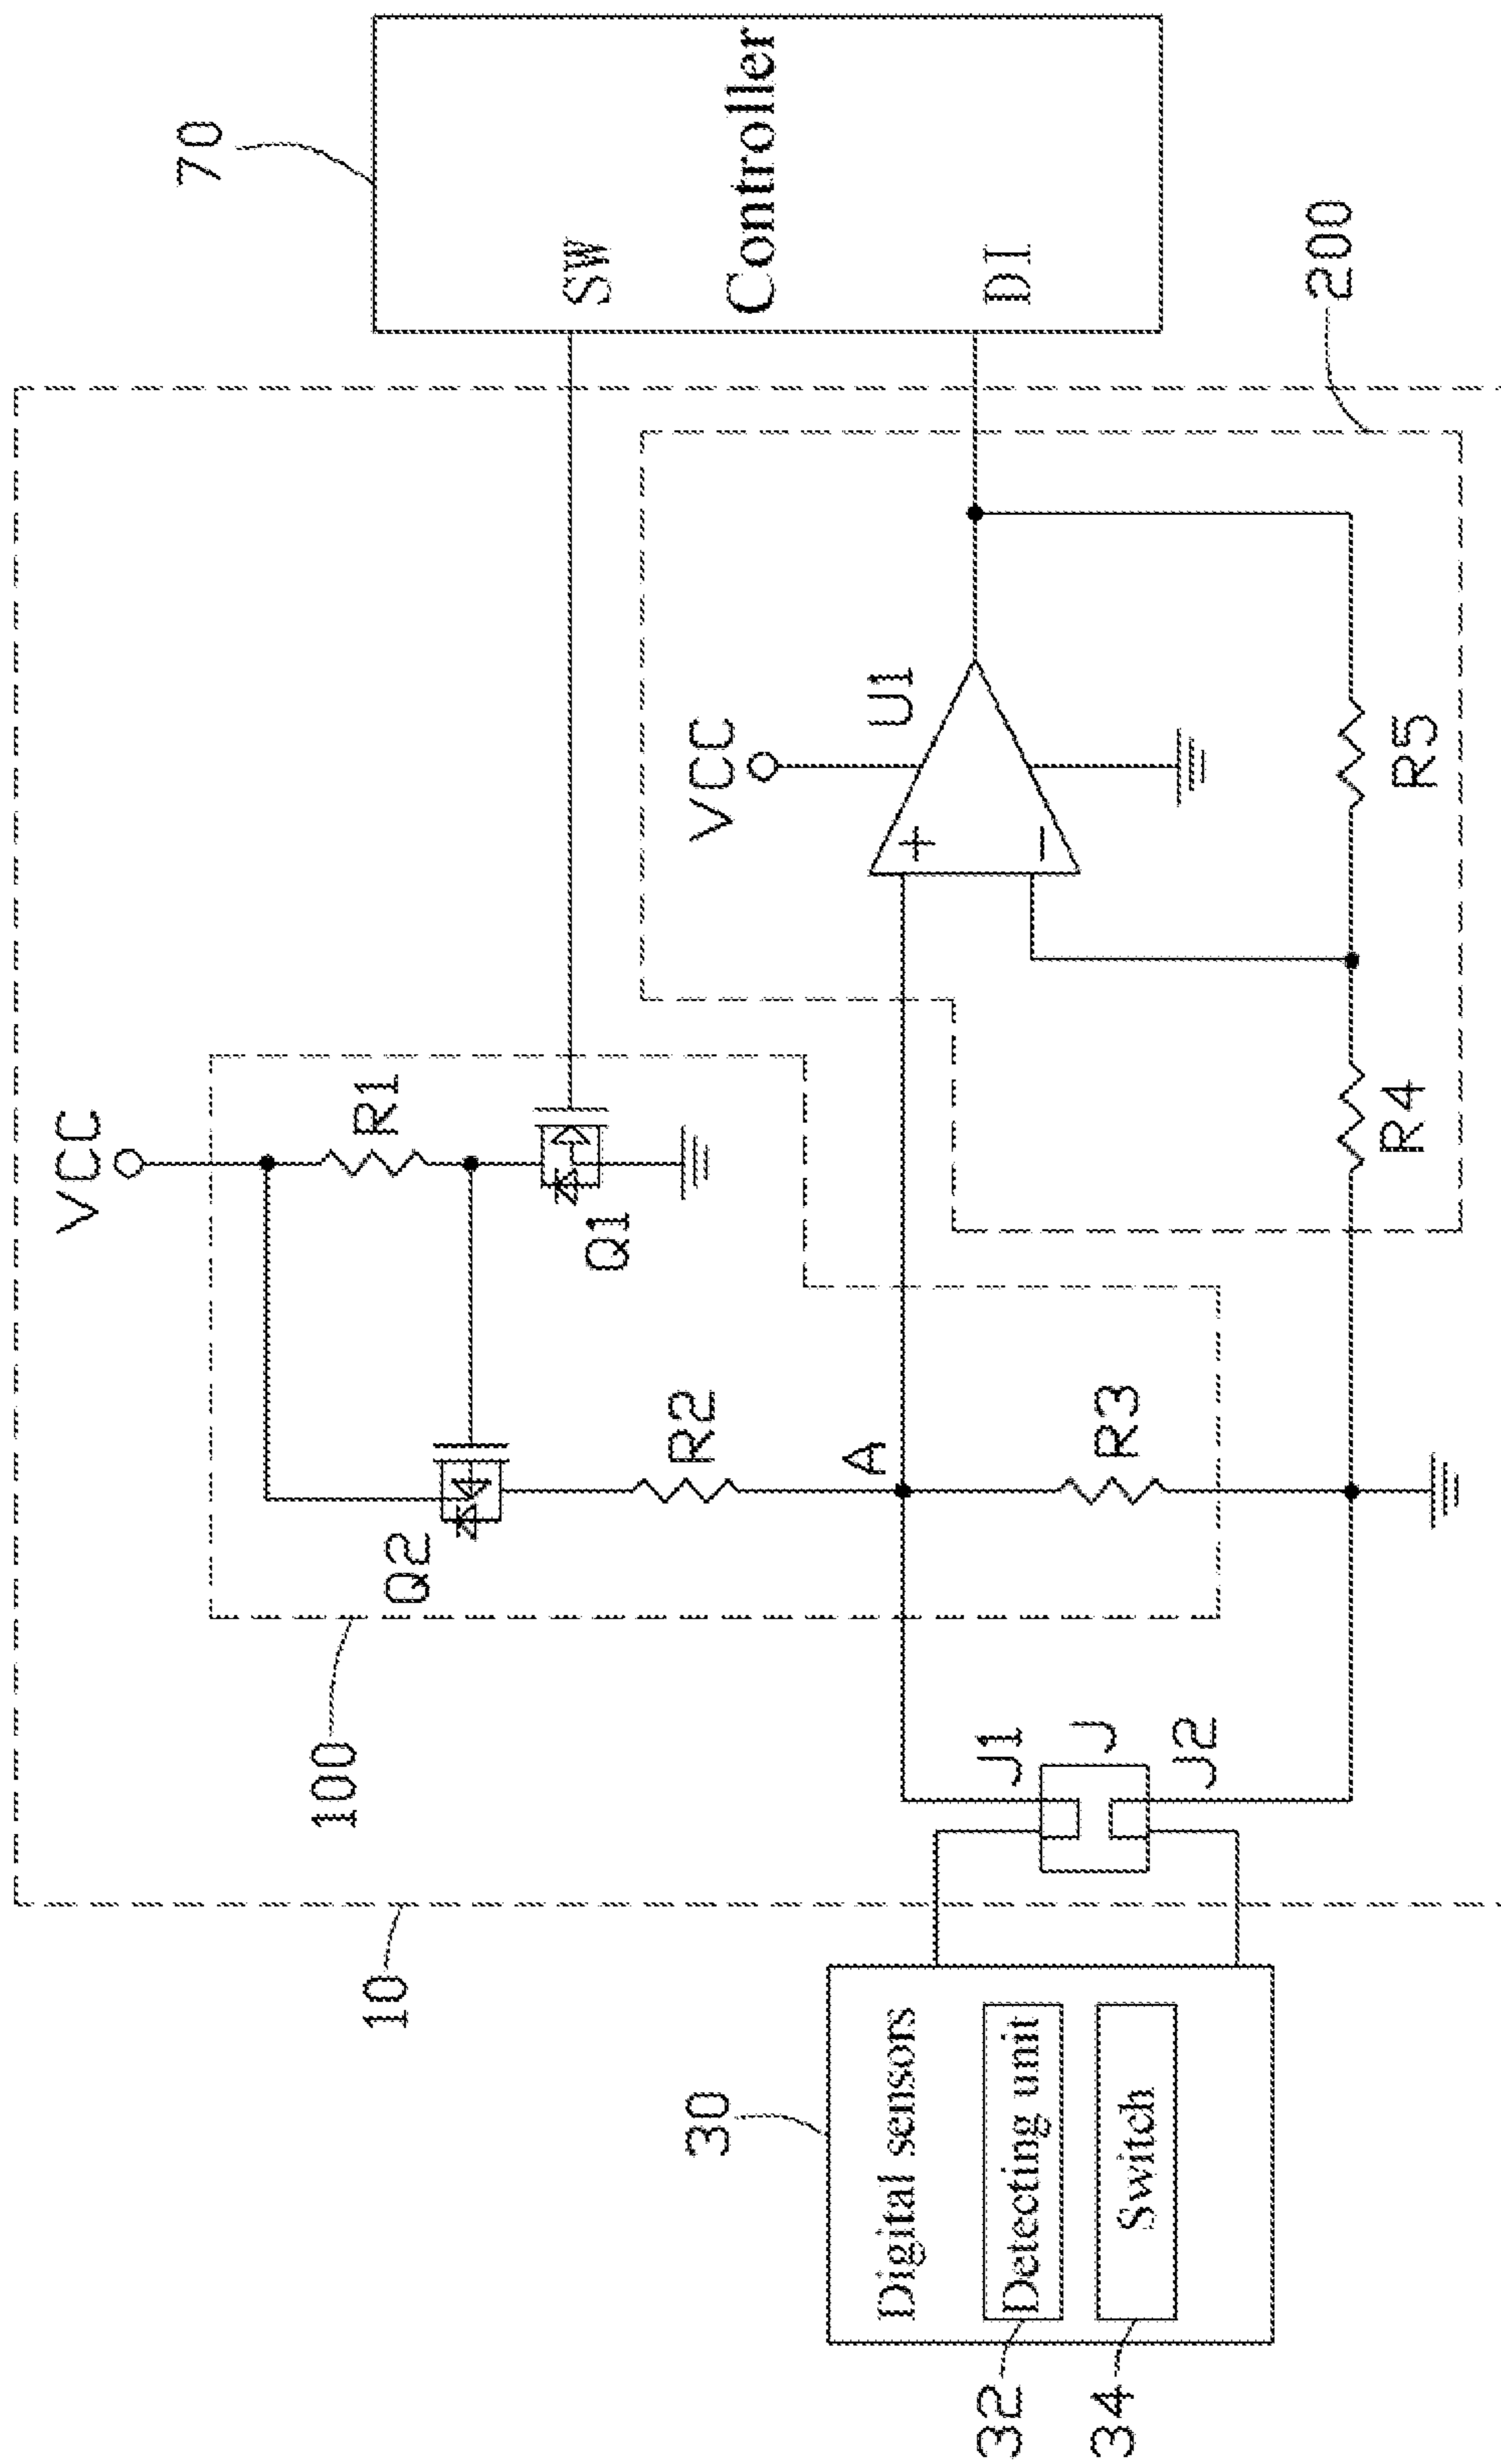 10
100
VCC
Q2
Q1
R1
R2
A
R3
J1
J
J2
30
Digital sensors
Detecting unit
Switch
32
34
VCC
U1
+
−
R4
R5
200
70
SW
Controller
DI